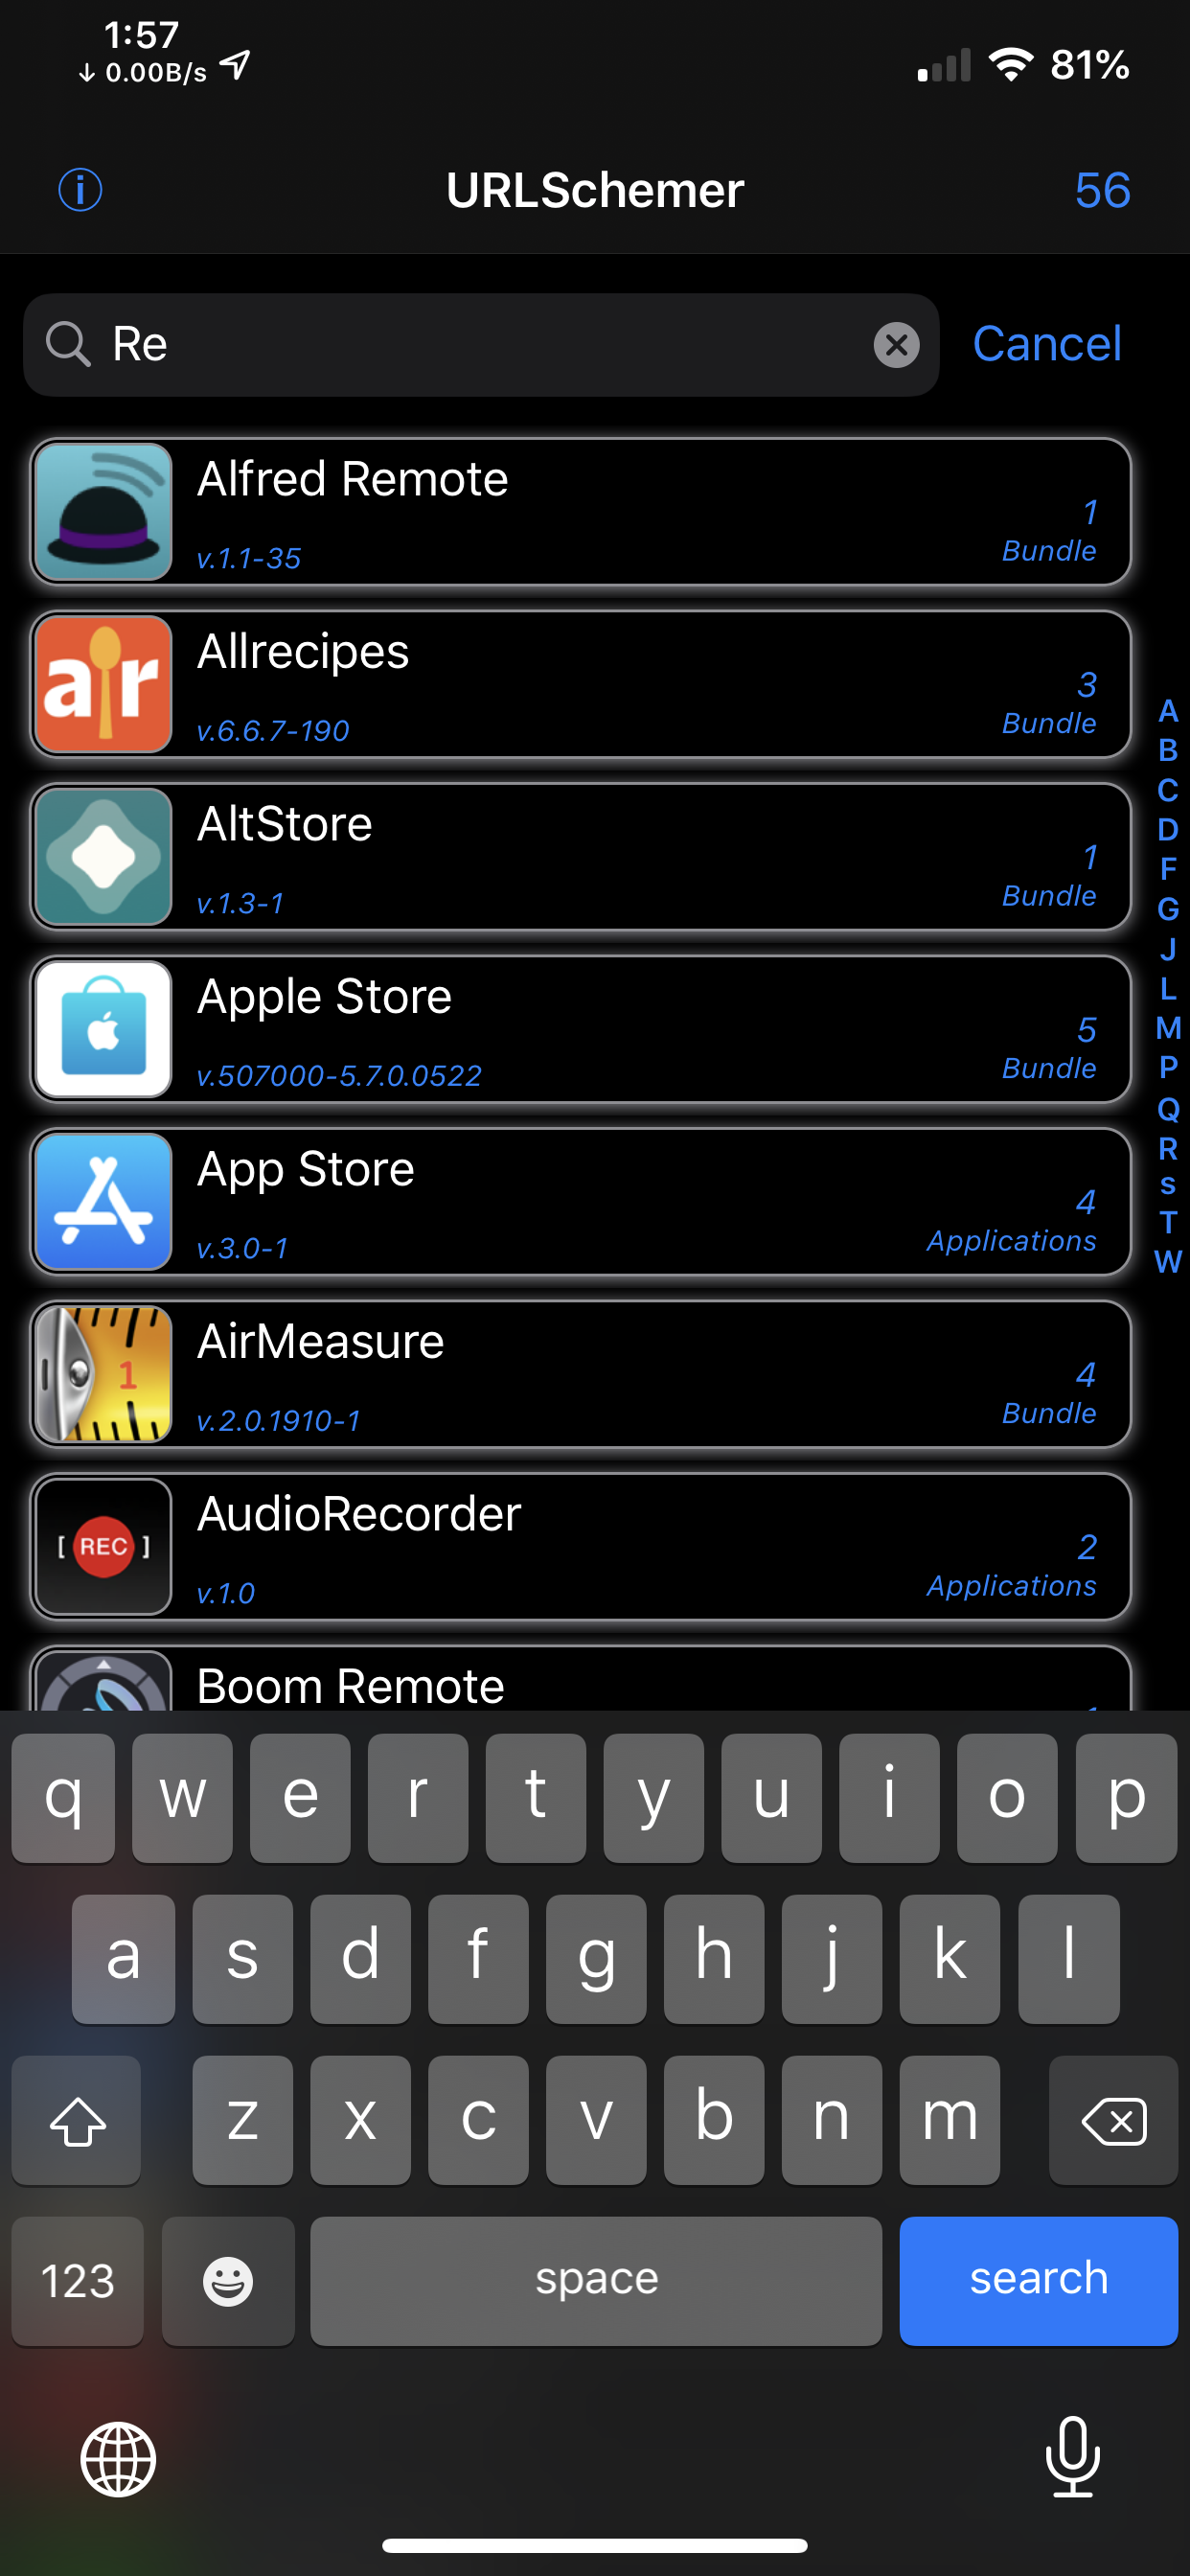 1:57
↓ 0.00B/s
81%
URLSchemer
56
Re
Cancel
Alfred Remote
1
v.1.1-35
Bundle
a r
Allrecipes
3
v.6.6.7-190
Bundle
AltStore
1
v.1.3-1
Bundle
Apple Store
5
v.507000-5.7.0.0522
Bundle
App Store
4
v.3.0-1
Applications
1
AirMeasure
4
v.2.0.1910-1
Bundle
[ REC ]
AudioRecorder
2
v.1.0
Applications
Boom Remote
A
B
C
D
F
G
J
L
M
P
Q
R
S
T
W
q w e r t y u i o p
a s d f g h j k l
z x c v b n m
123 space search